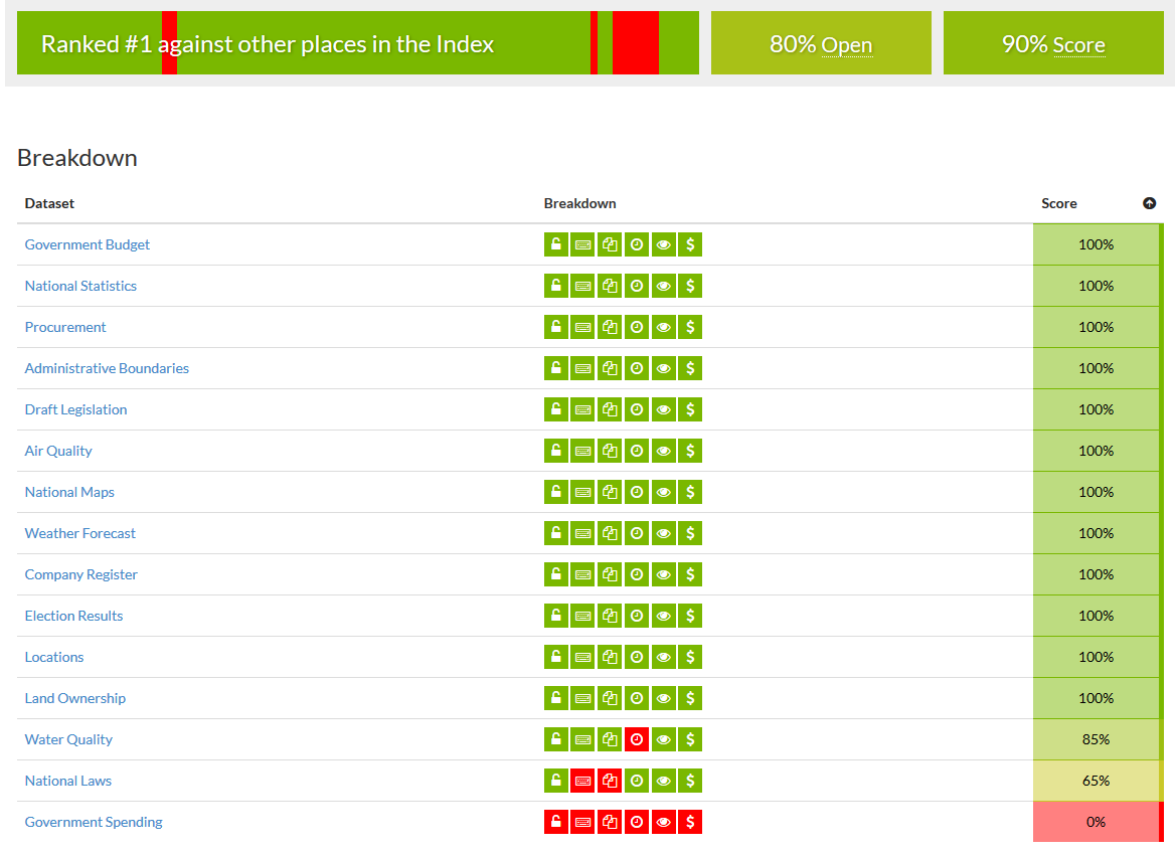 Ranked #1 against other places in the Index 80% Open 90% Score
Breakdown
Dataset Breakdown Score
Government Budget $ 100%
National Statistics $ 100%
Procurement $ 100%
Administrative Boundaries $ 100%
Draft Legislation $ 100%
Air Quality $ 100%
National Maps $ 100%
Weather Forecast $ 100%
Company Register $ 100%
Election Results $ 100%
Locations $ 100%
Land Ownership $ 100%
Water Quality $ 85%
National Laws $ 65%
Government Spending $ 0%